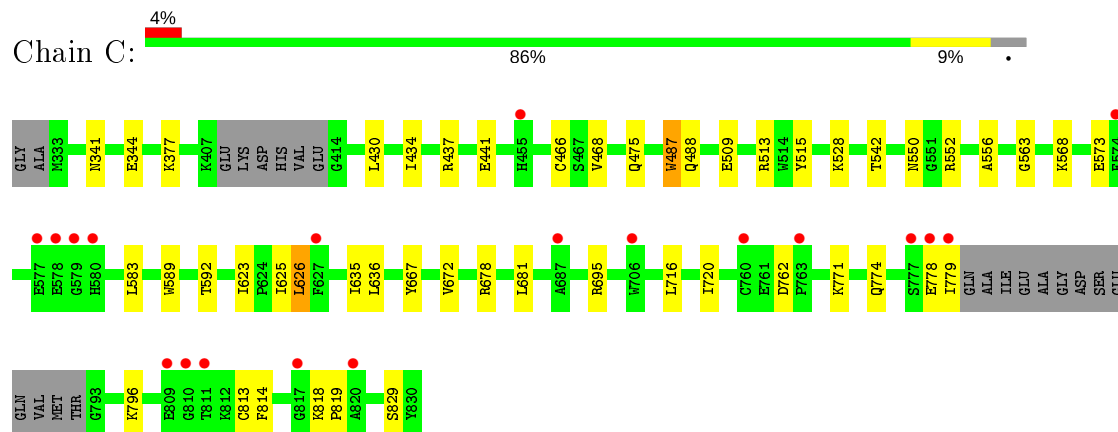 4%
Chain C:
86% 9% •
GLY ALA M333 N341 E344 K377 K407 GLU LYS ASP HIS VAL GLU G414 L430 I434 R437 E441 H455 C466 S467 V468 Q475 W487 Q488 E509 R513 W514 Y515 K528 T542 N550 G551 R552 A556 G563 K568 E573
E577 E578 G579 H580 L583 W589 T592 I623 P624 I625 L626 F627 I635 L636 Y667 V672 R678 L681 A687 R695 W706 L716 I720 C760 E761 D762 P763 K771 Q774 S777 E778 I779 GLN ALA ILE GLU ALA GLY ASP SER GLU
GLN VAL MET THR G793 K796 E809 G810 T811 K812 C813 F814 G817 K818 P819 A820 S829 Y830